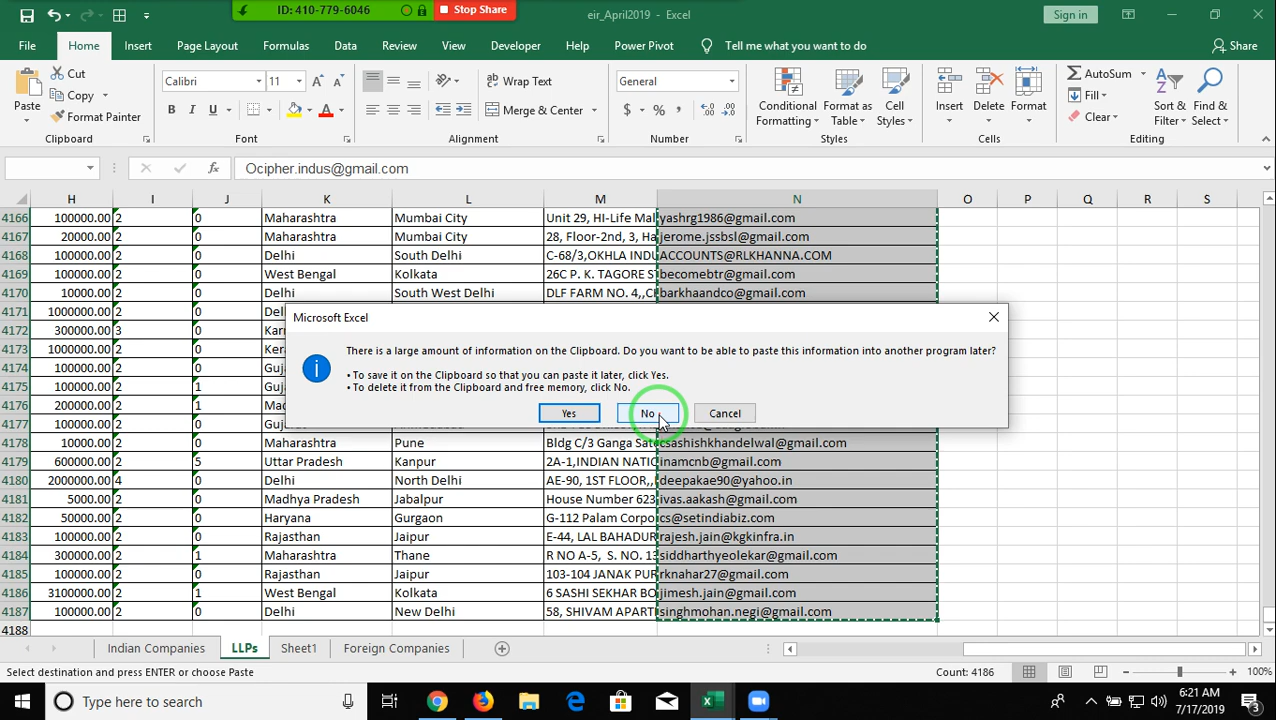 ID: 410-779-6046 Stop Share
eir_April2019 - Excel
Sign in
File Home Insert Page Layout Formulas Data Review View Developer Help Power Pivot Tell me what you want to do Share
Paste Cut Copy Format Painter
Calibri 11
B I U
Wrap Text
Merge & Center
General
$ % ,
Conditional Formatting Format as Table Cell Styles
Insert Delete Format
AutoSum
Fill
Clear
Sort & Filter Find & Select
Clipboard Font Alignment Number Styles Cells Editing
fx Ocipher.indus@gmail.com
H I J K L M N O P Q R S
4166 100000.00 2 0 Maharashtra Mumbai City Unit 29, HI-Life Mal yashrg1986@gmail.com
4167 20000.00 2 0 Maharashtra Mumbai City 28, Floor-2nd, 3, Ha jerome.jssbsl@gmail.com
4168 100000.00 2 0 Delhi South Delhi C-68/3,OKHLA INDU ACCOUNTS@RLKHANNA.COM
4169 100000.00 2 0 West Bengal Kolkata 26C P. K. TAGORE ST becomebtr@gmail.com
4170 10000.00 2 0 Delhi South West Delhi DLF FARM NO. 4,,CH barkhaandco@gmail.com
4171 1000000.00 2 0
4172 300000.00 3 0
4173 1000000.00 2 0
4174 100000.00 2 0
4175 100000.00 2 1
4176 200000.00 2 1
4177 100000.00 2 0
Microsoft Excel
There is a large amount of information on the Clipboard. Do you want to be able to paste this information into another program later?
• To save it on the Clipboard so that you can paste it later, click Yes.
• To delete it from the Clipboard and free memory, click No.
Yes No Cancel
4178 10000.00 2 0 Maharashtra Pune Bldg C/3 Ganga Sate csashishkhandelwal@gmail.com
4179 600000.00 2 5 Uttar Pradesh Kanpur 2A-1,INDIAN NATIO inamcnb@gmail.com
4180 2000000.00 4 0 Delhi North Delhi AE-90, 1ST FLOOR,, deepakae90@yahoo.in
4181 5000.00 2 0 Madhya Pradesh Jabalpur House Number 623 ivas.aakash@gmail.com
4182 50000.00 2 0 Haryana Gurgaon G-112 Palam Corpo cs@setindiabiz.com
4183 100000.00 2 0 Rajasthan Jaipur E-44, LAL BAHADUR rajesh.jain@kgkinfra.in
4184 300000.00 2 1 Maharashtra Thane R NO A-5, S. NO. 13 siddharthyeolekar@gmail.com
4185 100000.00 2 0 Rajasthan Jaipur 103-104 JANAK PUR rknahar27@gmail.com
4186 3100000.00 2 1 West Bengal Kolkata 6 SASHI SEKHAR BO jimesh.jain@gmail.com
4187 100000.00 2 0 Delhi New Delhi 58, SHIVAM APART singhmohan.negi@gmail.com
4188
Indian Companies LLPs Sheet1 Foreign Companies
Select destination and press ENTER or choose Paste Count: 4186 100%
Type here to search
6:21 AM
7/17/2019
3